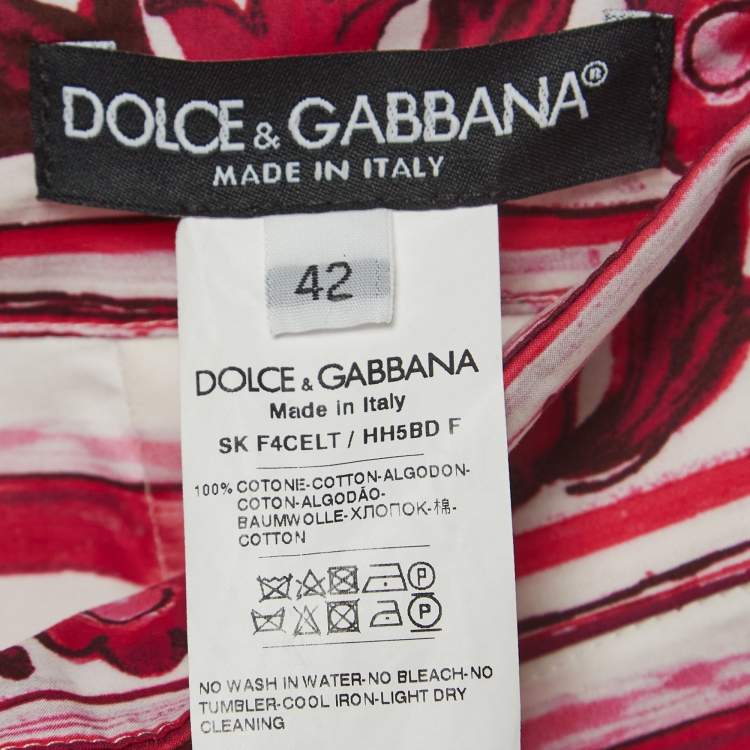 DOLCE & GABBANA®
MADE IN ITALY
42
DOLCE & GABBANA
Made in Italy
SK F4CELT / HH5BD F
100% COTONE-COTTON-ALGODON-
COTON-ALGODÃO-
BAUMWOLLE-ХЛОПОК-棉-
COTTON
P
P
NO WASH IN WATER-NO BLEACH-NO
TUMBLER-COOL IRON-LIGHT DRY
CLEANING